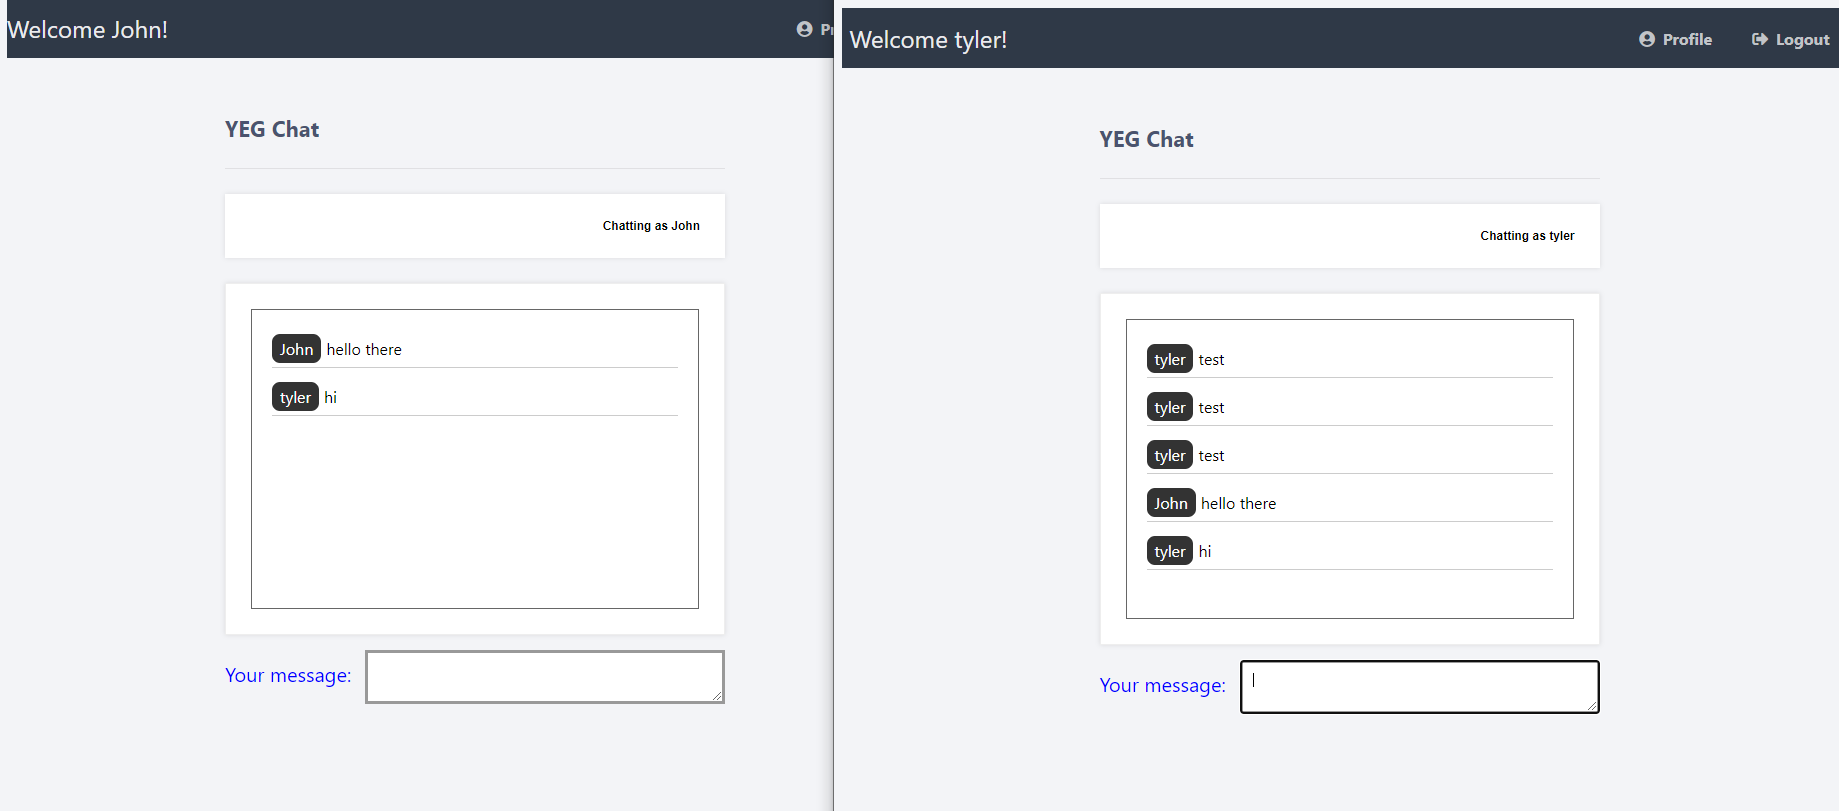 Welcome John!
Pr
YEG Chat
Chatting as John
John hello there
tyler hi
Your message:
Welcome tyler!
Profile Logout
YEG Chat
Chatting as tyler
tyler test
tyler test
tyler test
John hello there
tyler hi
Your message: